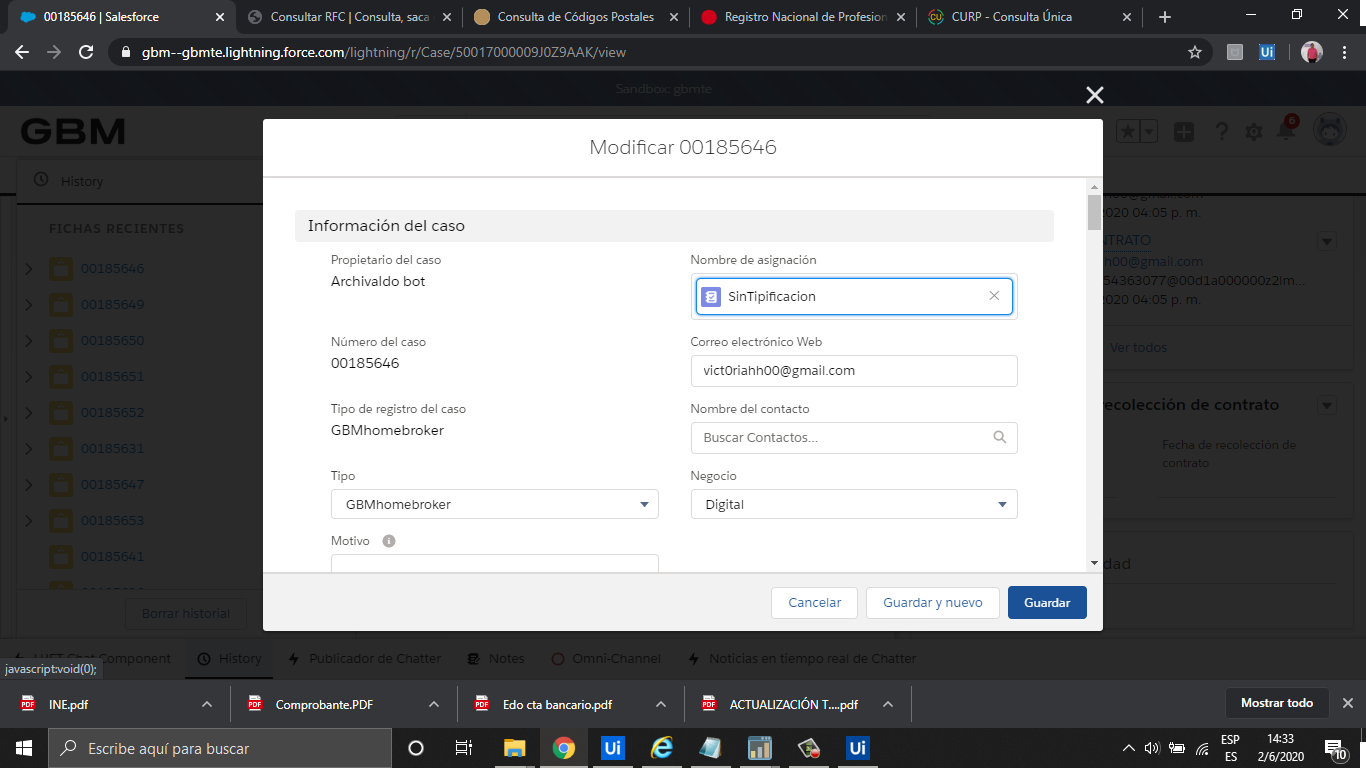 00185646 | Salesforce
Consultar RFC | Consulta, saca
Consulta de Códigos Postales
Registro Nacional de Profesion
CURP - Consulta Única
gbm--gbmte.lightning.force.com/lightning/r/Case/50017000009J0Z9AAK/view
Sandbox: gbmte
GBM
6
Modificar 00185646
History
FICHAS RECIENTES
00185646
00185649
00185650
00185651
00185652
00185631
00185647
00185653
00185641
Borrar historial
Información del caso
Propietario del caso
Archivaldo bot
Nombre de asignación
SinTipificacion
Número del caso
00185646
Correo electrónico Web
vict0riahh00@gmail.com
Tipo de registro del caso
GBMhomebroker
Nombre del contacto
Buscar Contactos...
Tipo
GBMhomebroker
Negocio
Digital
Motivo
Cancelar
Guardar y nuevo
Guardar
2020 04:05 p. m.
NTRATO
hh00@gmail.com
54363077@00d1a000000z2lm...
2020 04:05 p. m.
Ver todos
recolección de contrato
Fecha de recolección de
contrato
dad
Chat Component
History
Publicador de Chatter
Notes
Omni-Channel
Noticias en tiempo real de Chatter
javascript:void(0);
INE.pdf
Comprobante.PDF
Edo cta bancario.pdf
ACTUALIZACIÓN T....pdf
Mostrar todo
Escribe aquí para buscar
ESP
ES
14:33
2/6/2020
10